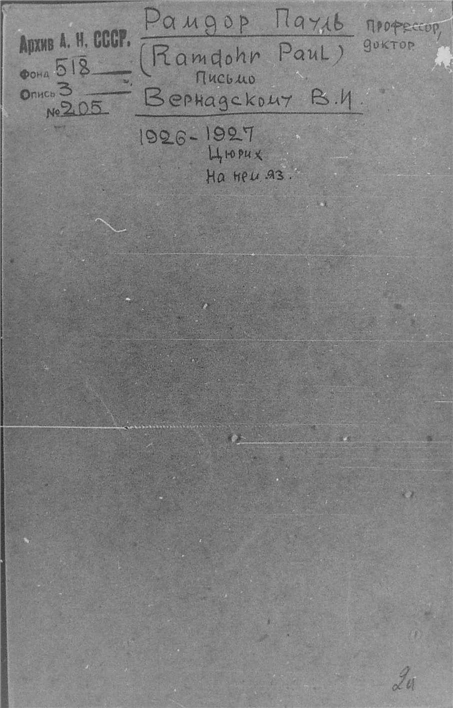 Рамдор Пауль
Профессор,
доктор
Архив А. Н. СССР.
(Ramdohr Paul)
Фонд 518
Письмо
Опись 3
Вернадскому В.И.
№ 205
1926-1927
Цюрих
На нем яз.
2л